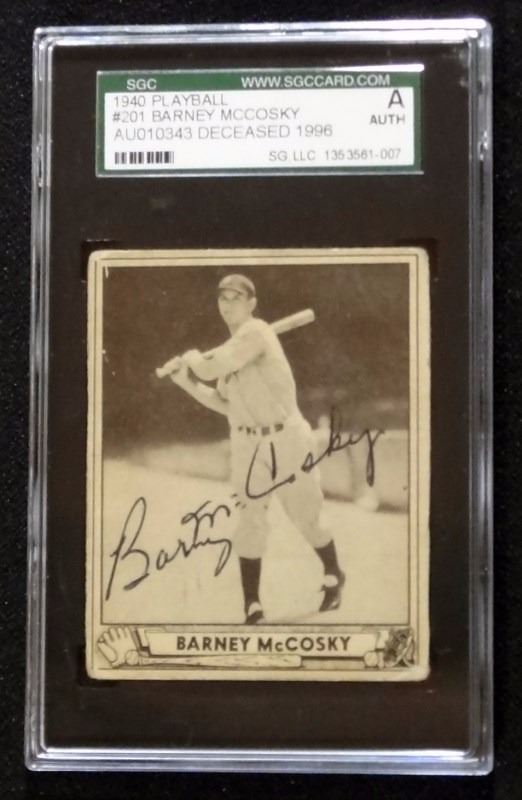 SGC WWW.SGCCARD.COM
1940 PLAYBALL A
#201 BARNEY MCCOSKY AUTH
AU010343 DECEASED 1996
SG LLC 1353561-007
Barney McCosky
BARNEY McCOSKY